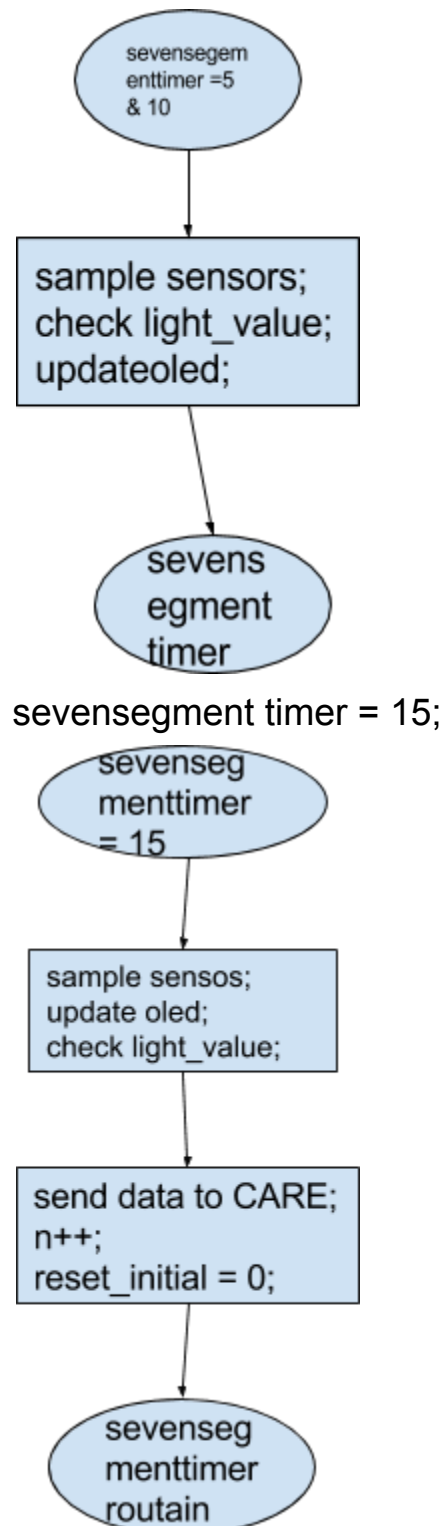 sevensegem
enttimer =5
& 10
sample sensors;
check light_value;
updateoled;
sevens
egment
timer
sevensegment timer = 15;
sevenseg
menttimer
= 15
sample sensos;
update oled;
check light_value;
send data to CARE;
n++;
reset_initial = 0;
sevenseg
menttimer
routain